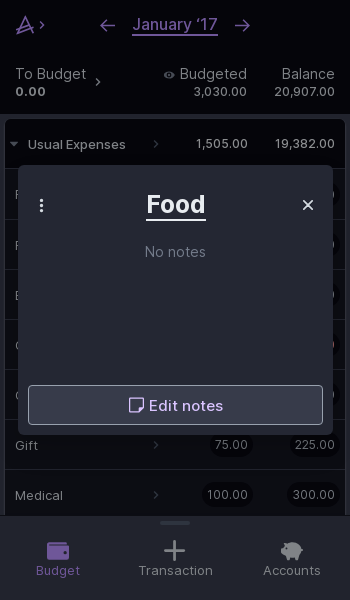 January ‘17
To Budget
Budgeted
Balance
0.00
3,030.00
20,907.00
Usual Expenses
1,505.00
19,382.00
Food
No notes
Edit notes
Gift
75.00
225.00
Medical
100.00
300.00
Budget
Transaction
Accounts